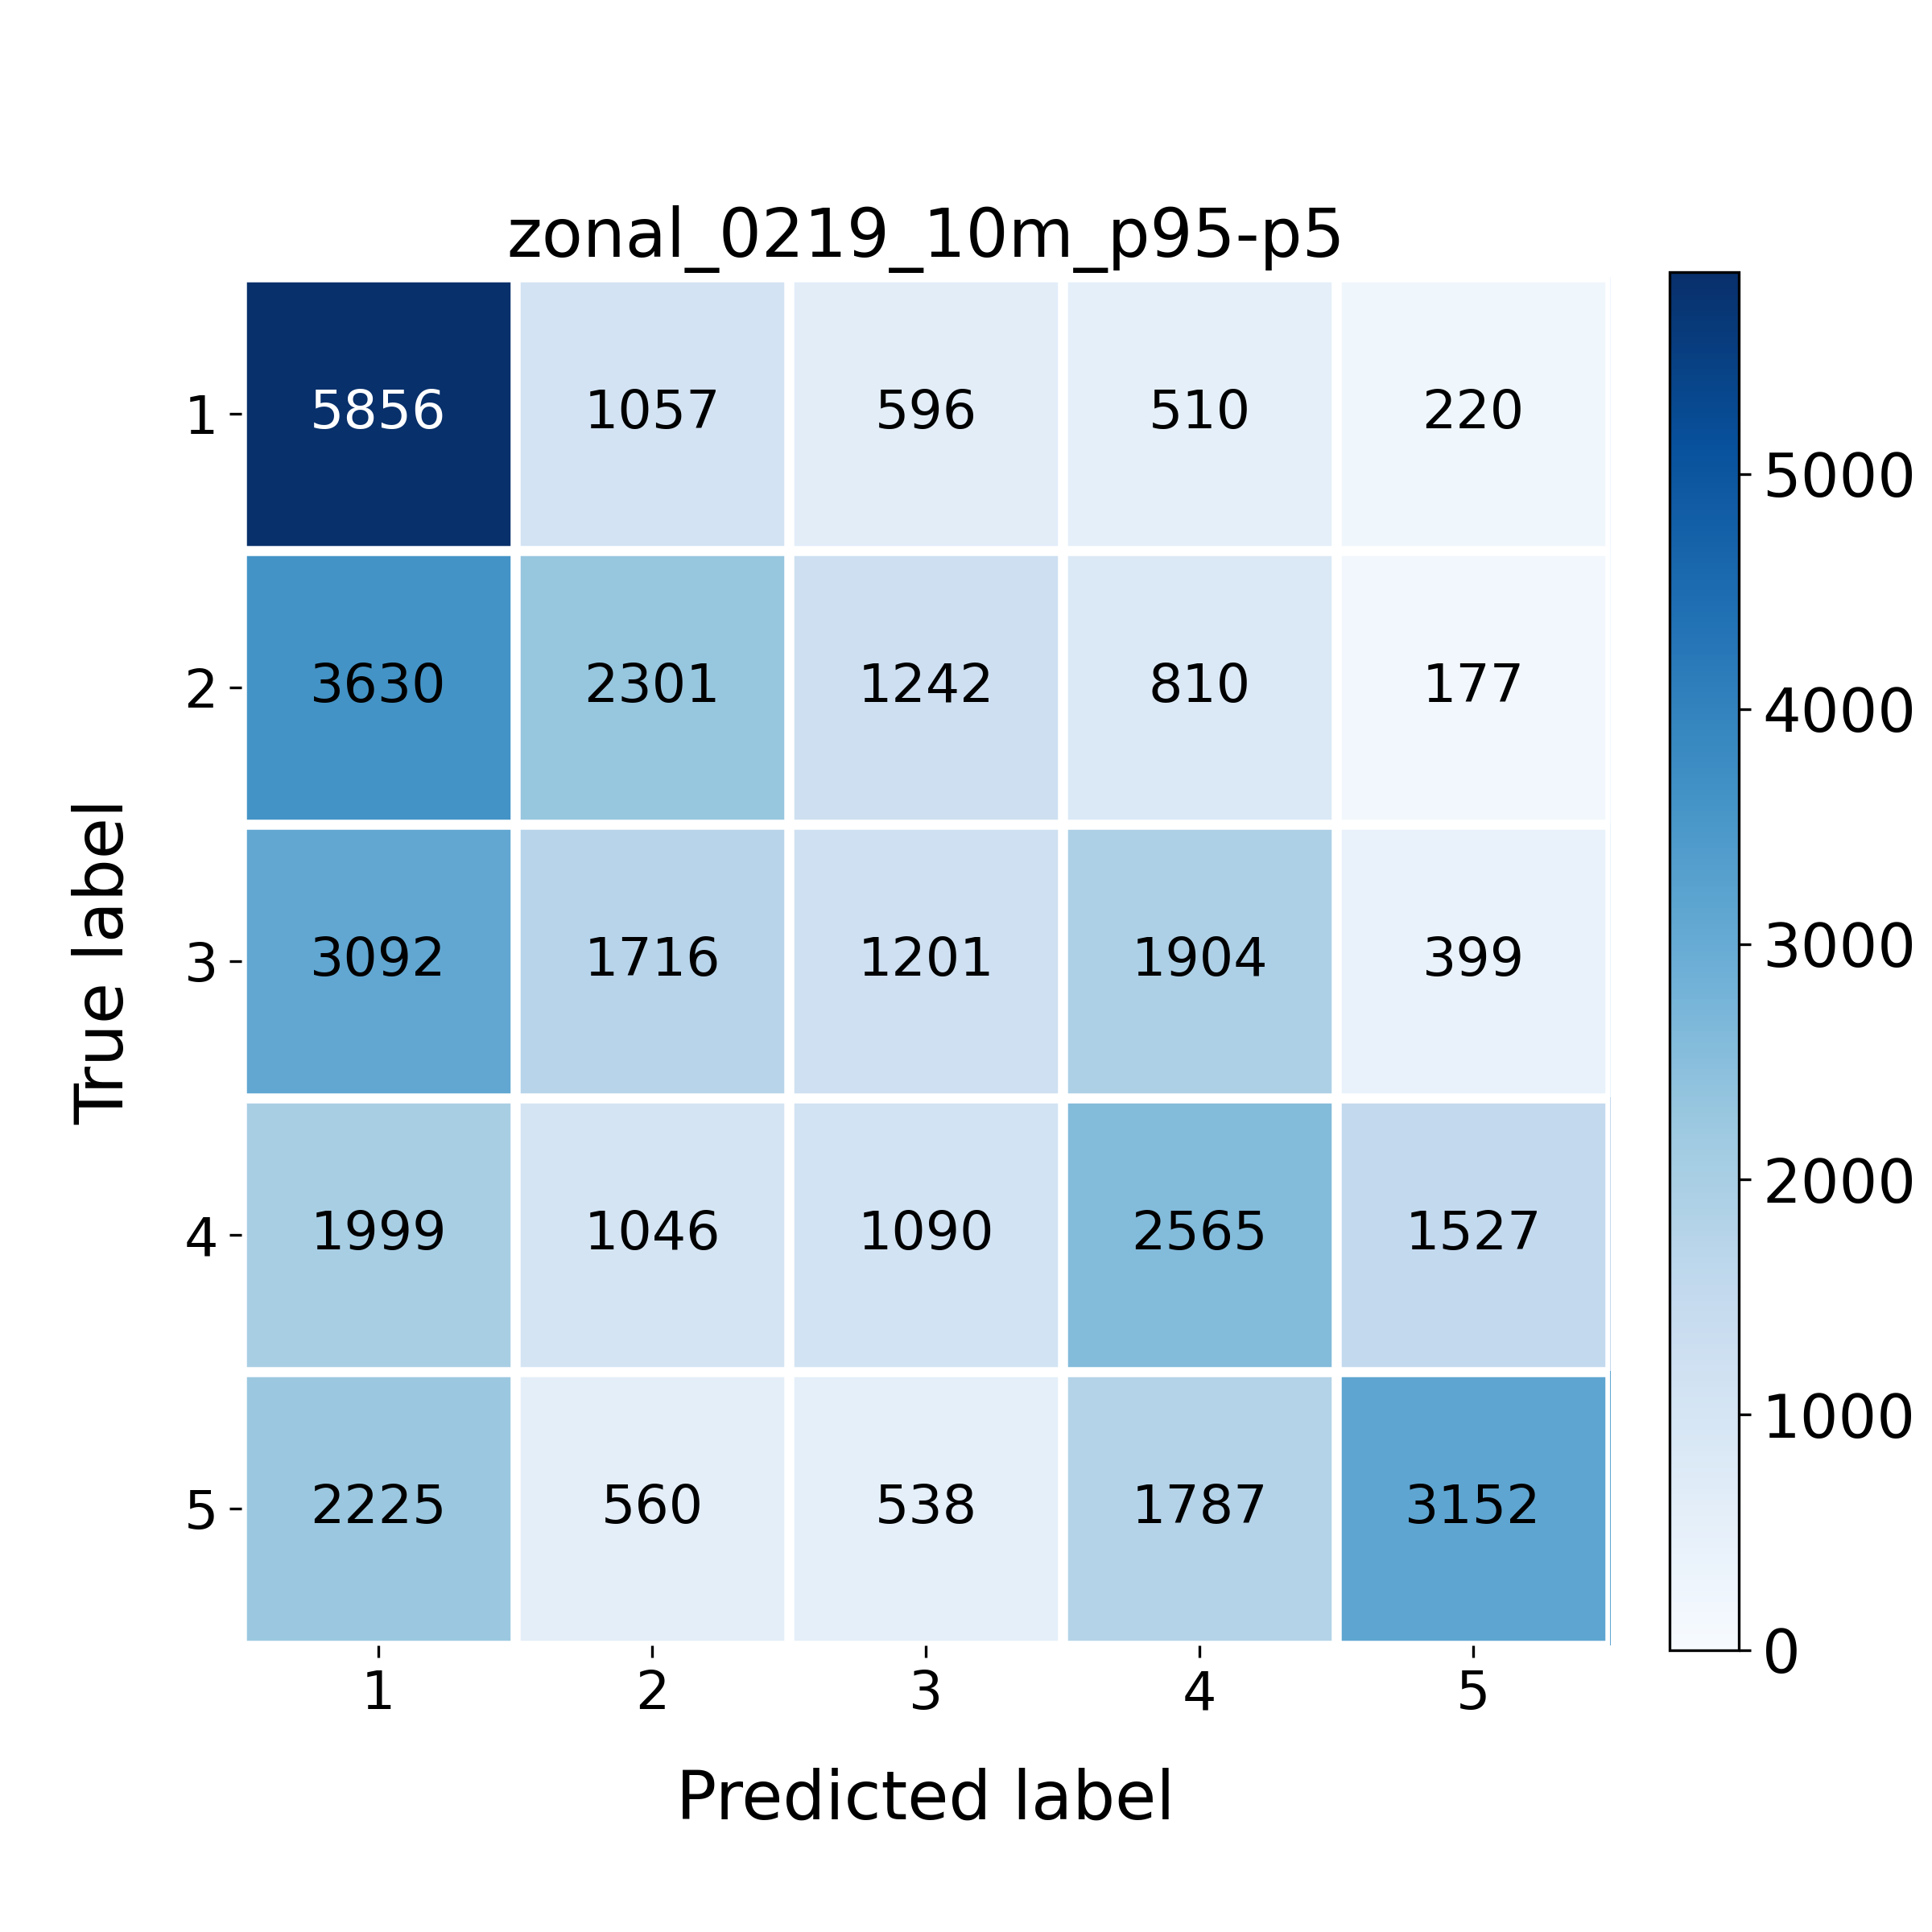 zonal_0219_10m_p95-p5
1 5856 1057 596 510 220
2 3630 2301 1242 810 177
3 3092 1716 1201 1904 399
4 1999 1046 1090 2565 1527
5 2225 560 538 1787 3152
1 2 3 4 5
Predicted label
True label
5000
4000
3000
2000
1000
0